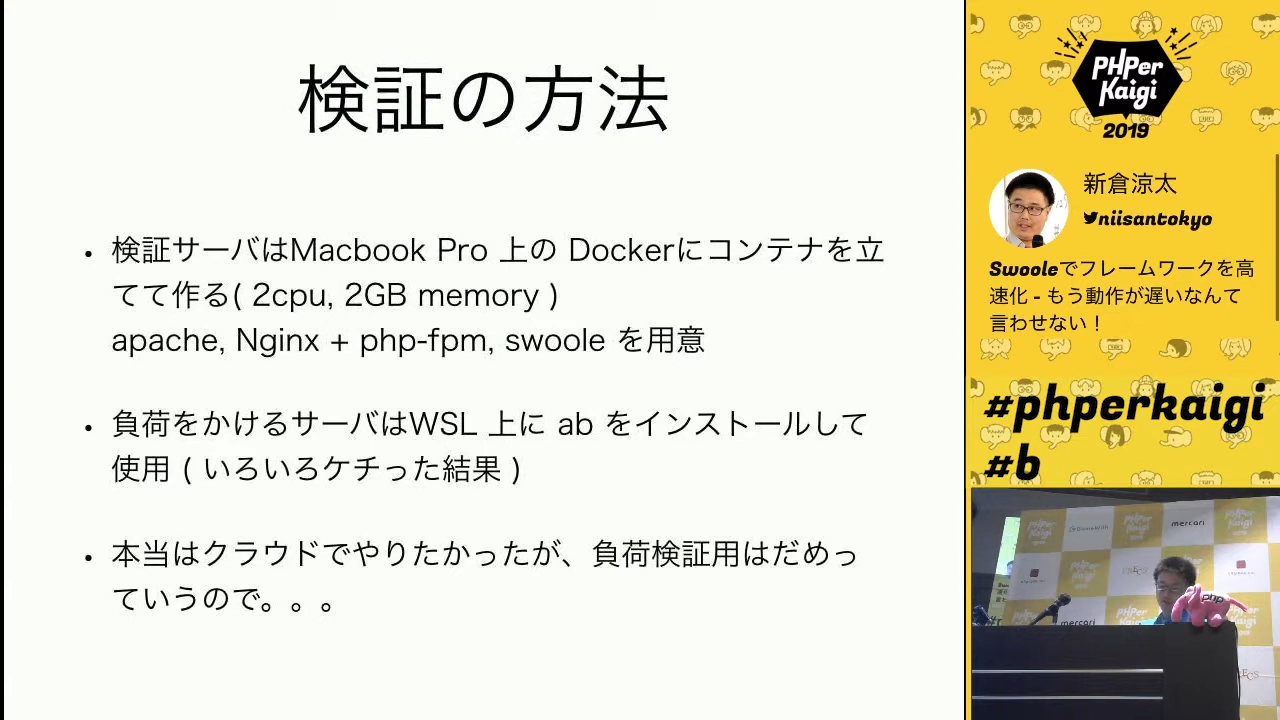 検証の方法
• 検証サーバはMacbook Pro 上の Dockerにコンテナを立
てて作る( 2cpu, 2GB memory )
apache, Nginx + php-fpm, swoole を用意
• 負荷をかけるサーバはWSL 上に ab をインストールして
使用 ( いろいろケチった結果 )
• 本当はクラウドでやりたかったが、負荷検証用はだめっ
ていうので。。。
PHPer
Kaigi
2019
新倉涼太
niisantokyo
Swooleでフレームワークを高
速化 - もう動作が遅いなんて
言わせない！
#phperkaigi
#b
mercari
mercari
php